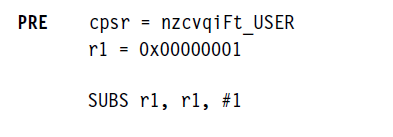 PRE cpsr = nzcvqiFt_USER
r1 = 0x00000001
SUBS r1, r1, #1